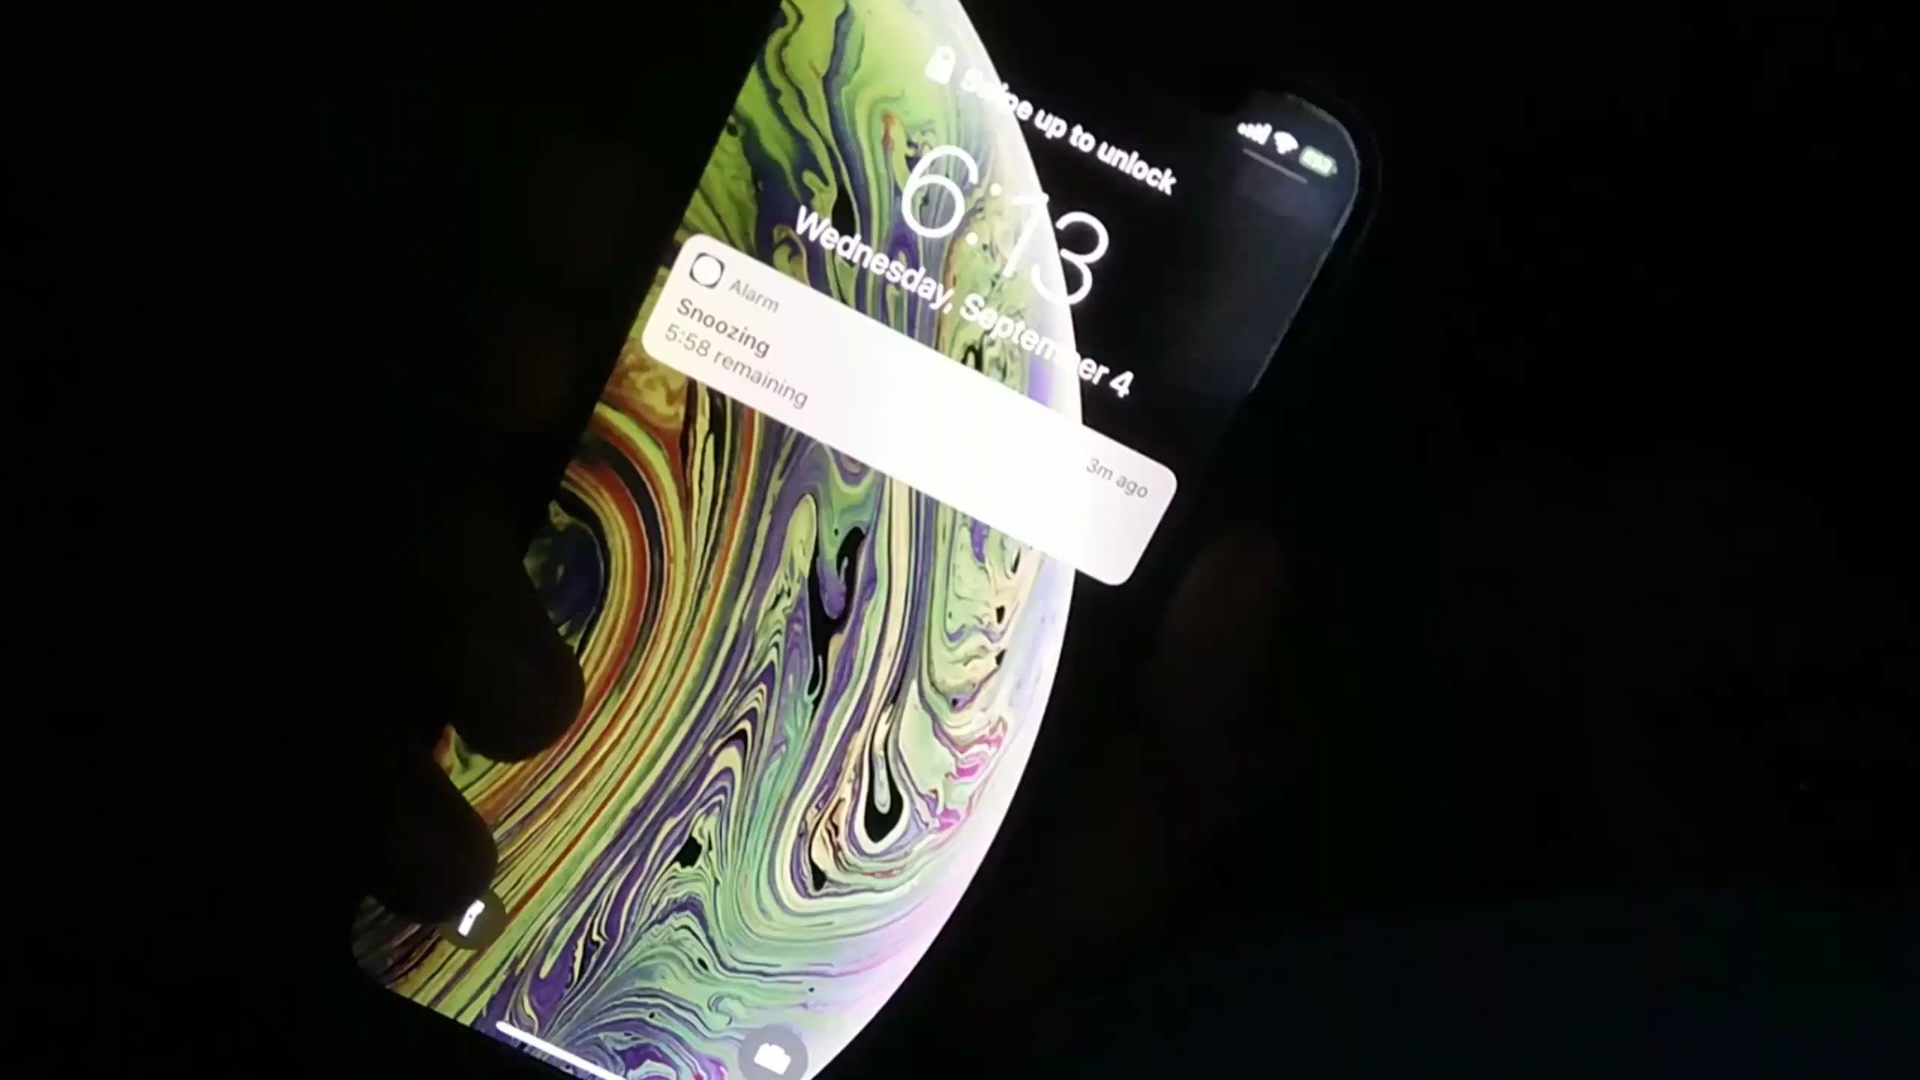 Swipe up to unlock
6:13
Wednesday, September 4
Alarm
3m ago
Snoozing
5:58 remaining